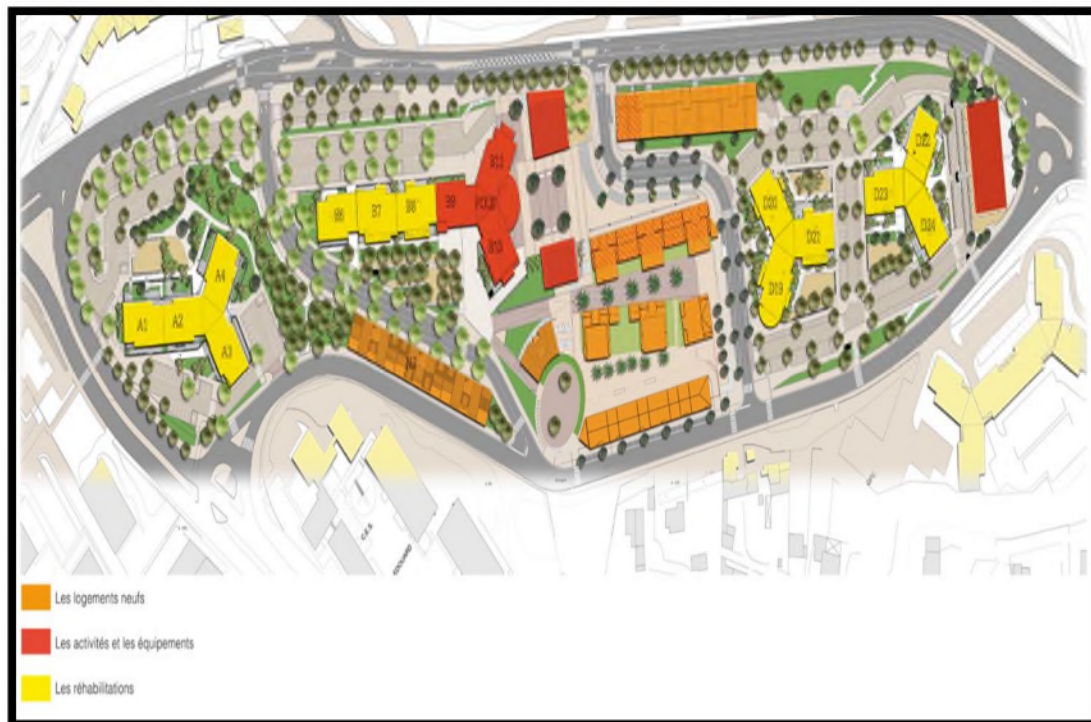 D22
B11
D23
D20
B6
B7
B8
B9
D24
B10
A4
D19
A1
A2
A3
C.E.S.
Les logements neufs
Les activités et les équipements
Les réhabilitations